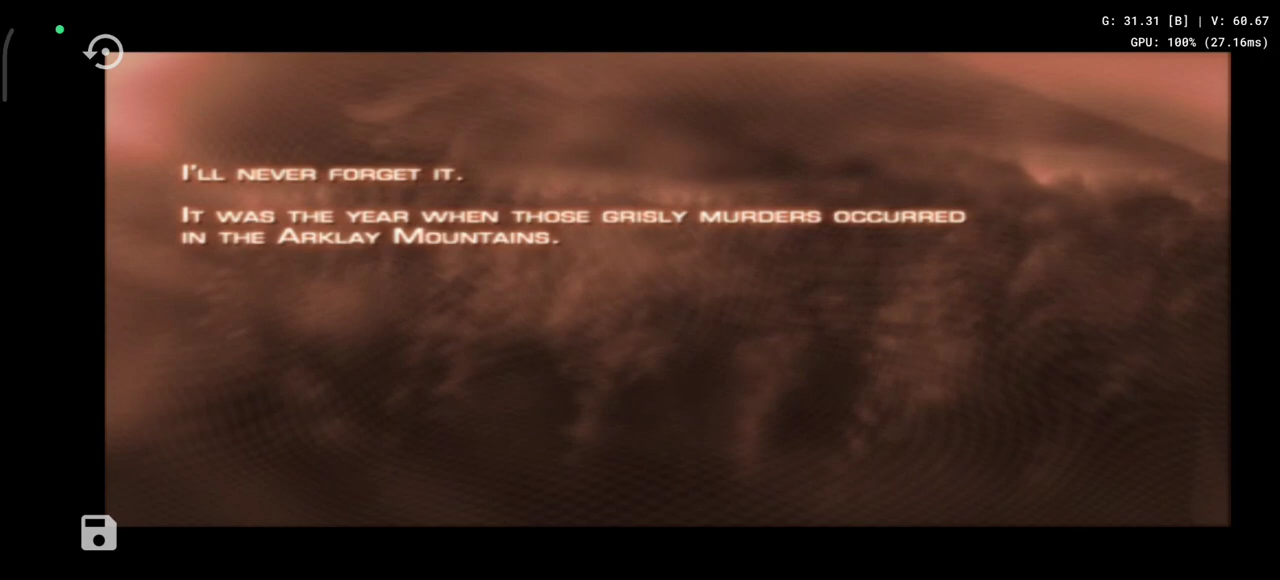 G: 31.31 [B] | V: 60.67
GPU: 100% (27.16ms)
I'll never forget it.
It was the year when those grisly murders occurred
in the Arklay Mountains.